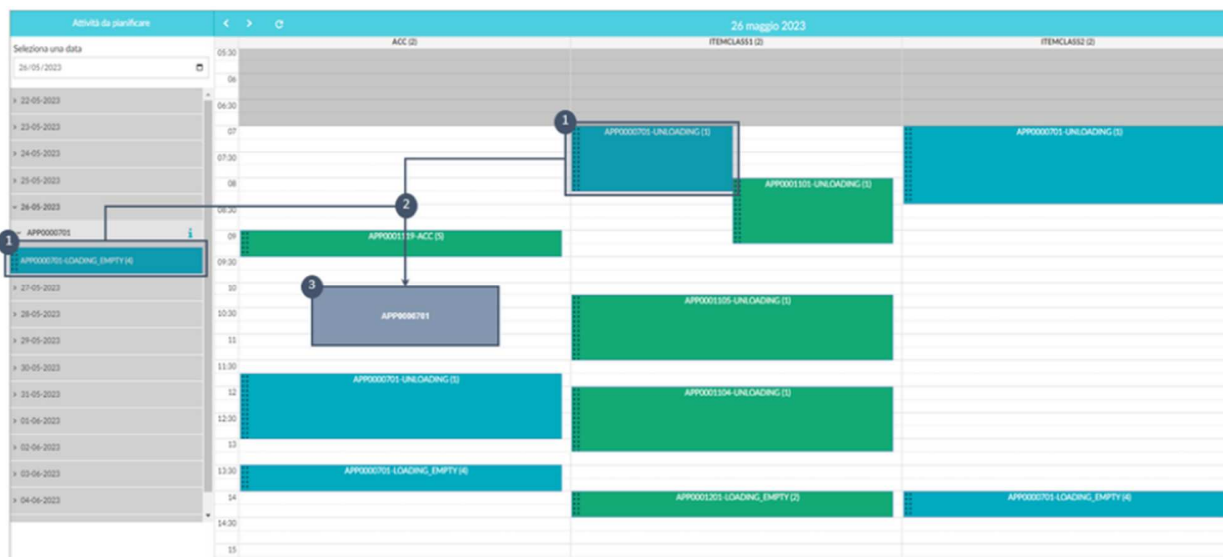 Attività da pianificare
26 maggio 2023
Seleziona una data
26/05/2023
ACC (2)
ITEMCLASS1 (2)
ITEMCLASS2 (2)
22-05-2023
23-05-2023
24-05-2023
25-05-2023
26-05-2023
APP0000701
APP0000701-LOADING_EMPTY (4)
27-05-2023
28-05-2023
29-05-2023
30-05-2023
31-05-2023
01-06-2023
02-06-2023
03-06-2023
04-06-2023
05:30
06
06:30
07
07:30
08
08:30
09
09:30
10
10:30
11
11:30
12
12:30
13
13:30
14
14:30
15
1
1
2
3
APP0001119-ACC (5)
APP0000701
APP0000701-UNLOADING (1)
APP0000701-LOADING_EMPTY (4)
APP0000701-UNLOADING (1)
APP0001101-UNLOADING (1)
APP0001105-UNLOADING (1)
APP0001104-UNLOADING (1)
APP0001201-LOADING_EMPTY (2)
APP0000701-UNLOADING (1)
APP0000701-LOADING_EMPTY (4)